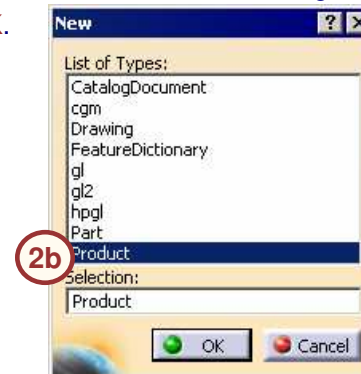 New
List of Types:
CatalogDocument
cgm
Drawing
FeatureDictionary
gl
gl2
hpgl
Part
2b
Product
Selection:
Product
OK Cancel